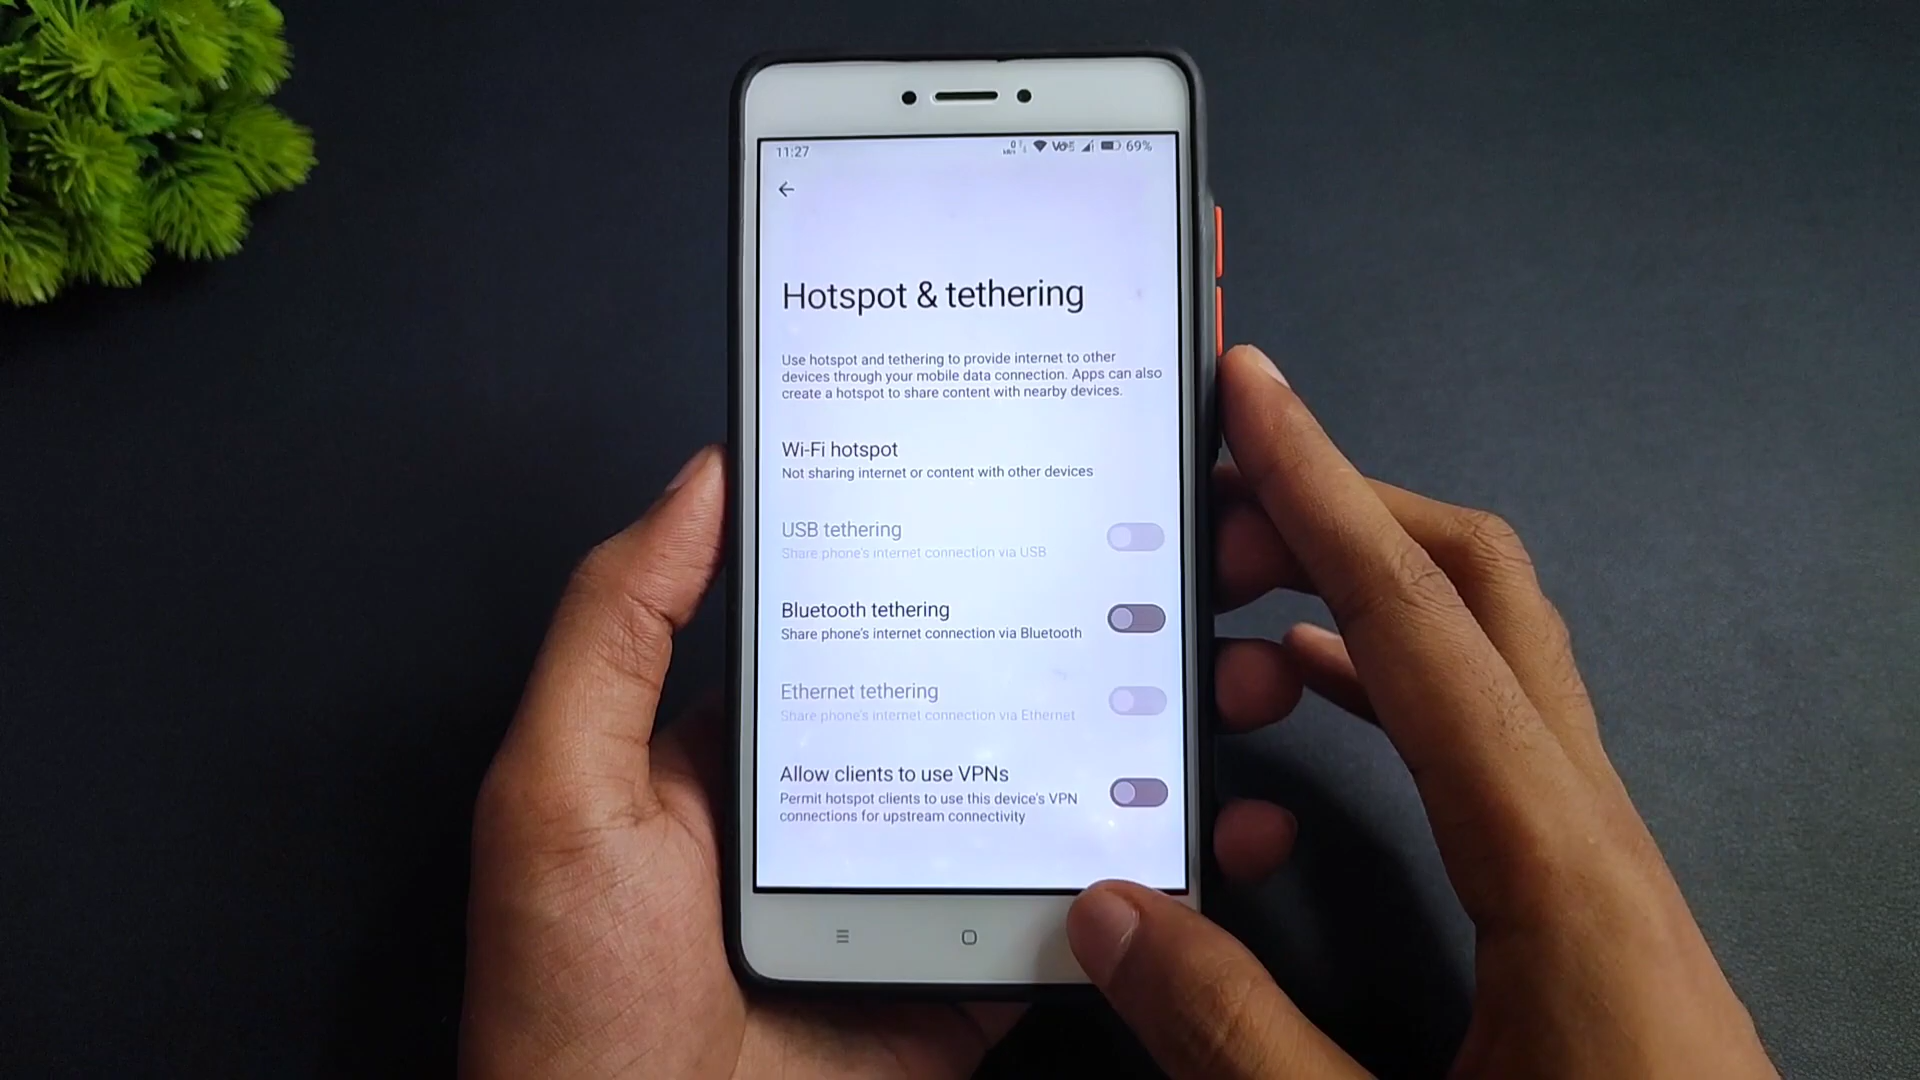 11:27
69%
Hotspot & tethering
Use hotspot and tethering to provide internet to other
devices through your mobile data connection. Apps can also
create a hotspot to share content with nearby devices.
Wi-Fi hotspot
Not sharing internet or content with other devices
USB tethering
Share phone's internet connection via USB
Bluetooth tethering
Share phone's internet connection via Bluetooth
Ethernet tethering
Share phone's internet connection via Ethernet
Allow clients to use VPNs
Permit hotspot clients to use this device's VPN
connections for upstream connectivity